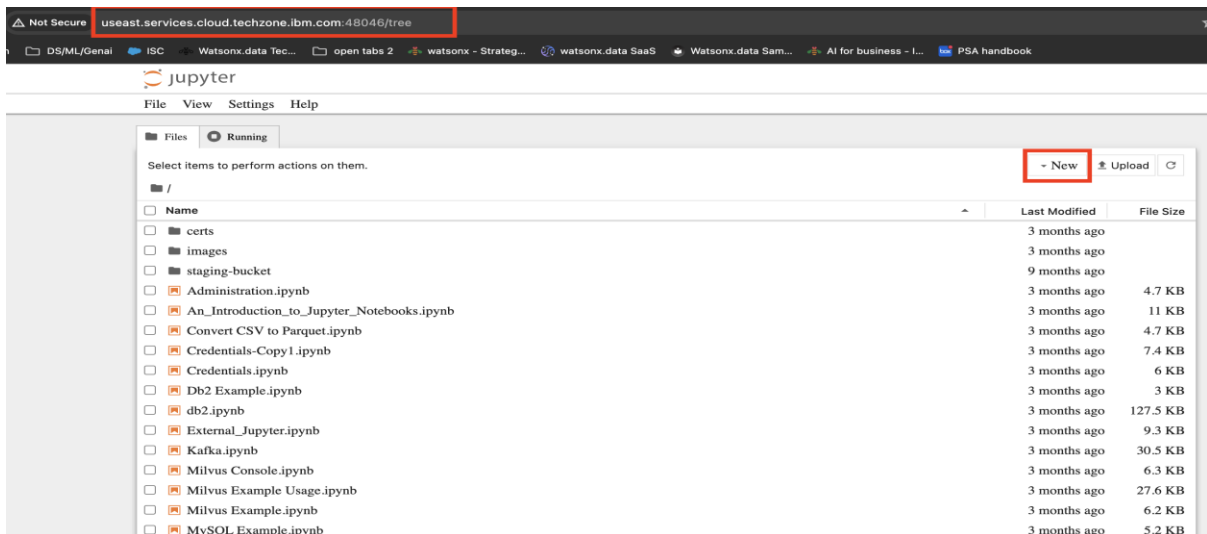 Not Secure useast.services.cloud.techzone.ibm.com:48046/tree
DS/ML/Genai ISC Watsonx.data Tec... open tabs 2 watsonx - Strateg... watsonx.data SaaS Watsonx.data Sam... AI for business - I... PSA handbook
jupyter
File View Settings Help
Files Running
Select items to perform actions on them. New Upload
/
Name Last Modified File Size
certs 3 months ago
images 3 months ago
staging-bucket 9 months ago
Administration.ipynb 3 months ago 4.7 KB
An_Introduction_to_Jupyter_Notebooks.ipynb 3 months ago 11 KB
Convert CSV to Parquet.ipynb 3 months ago 4.7 KB
Credentials-Copy1.ipynb 3 months ago 7.4 KB
Credentials.ipynb 3 months ago 6 KB
Db2 Example.ipynb 3 months ago 3 KB
db2.ipynb 3 months ago 127.5 KB
External_Jupyter.ipynb 3 months ago 9.3 KB
Kafka.ipynb 3 months ago 30.5 KB
Milvus Console.ipynb 3 months ago 6.3 KB
Milvus Example Usage.ipynb 3 months ago 27.6 KB
Milvus Example.ipynb 3 months ago 6.2 KB
MySQL Example.ipynb 3 months ago 5.2 KB